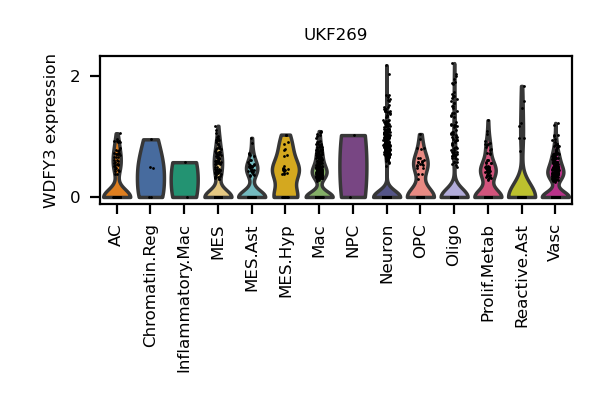 UKF269
WDFY3 expression
2
0
AC
Chromatin.Reg
Inflammatory.Mac
MES
MES.Ast
MES.Hyp
Mac
NPC
Neuron
OPC
Oligo
Prolif.Metab
Reactive.Ast
Vasc